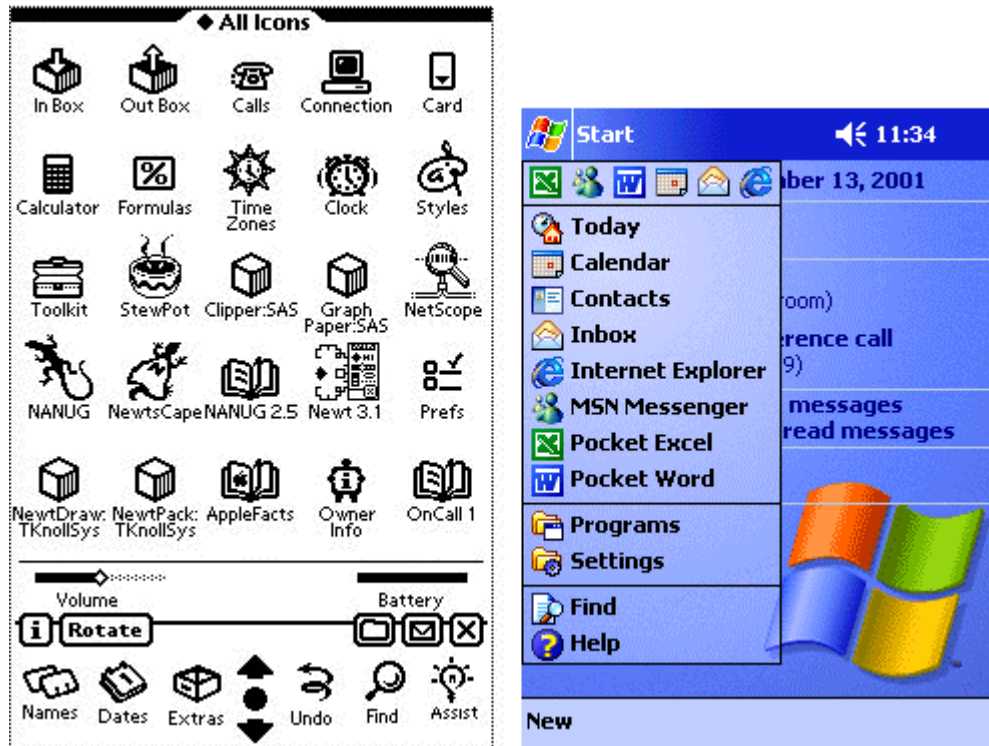 All Icons
In Box Out Box Calls Connection Card
Calculator Formulas Time Zones Clock Styles
Toolkit StewPot Clipper:SAS Graph Paper:SAS NetScope
NANUG NewtsCape NANUG 2.5 Newt 3.1 Prefs
NewtDraw:TKnollSys NewtPack:TKnollSys AppleFacts Owner Info OnCall 1
Volume Battery
i Rotate X
Names Dates Extras Undo Find Assist
Start 11:34
ber 13, 2001
Today
Calendar
Contacts room)
Inbox rence call
Internet Explorer 9)
MSN Messenger messages
Pocket Excel read messages
Pocket Word
Programs
Settings
Find
Help
New